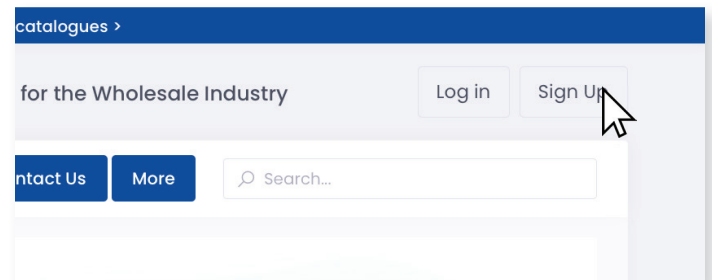 catalogues >
for the Wholesale Industry
Log in
Sign Up
ntact Us
More
Search...